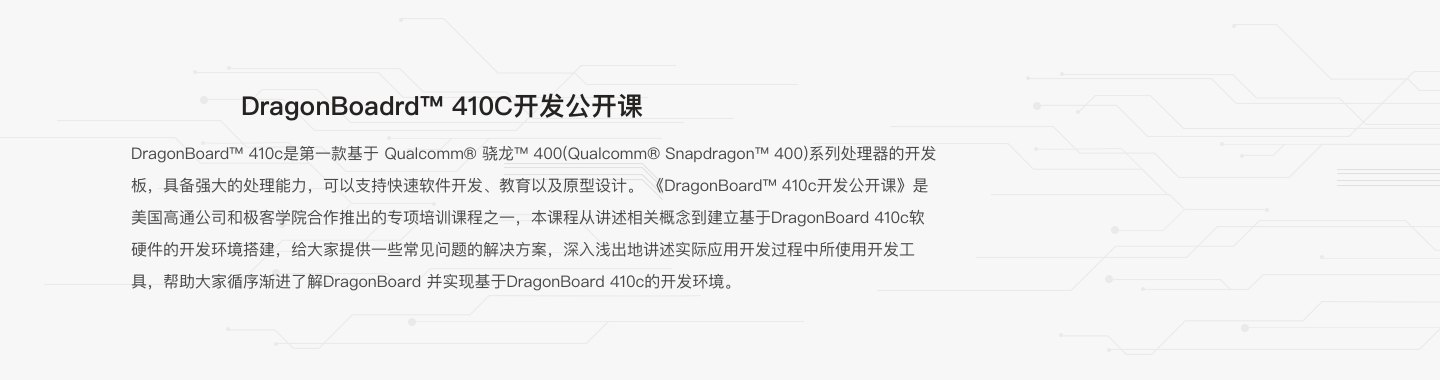 DragonBoadrd™ 410C开发公开课
DragonBoard™ 410c是第一款基于 Qualcomm® 骁龙™ 400(Qualcomm® Snapdragon™ 400)系列处理器的开发
板，具备强大的处理能力，可以支持快速软件开发、教育以及原型设计。 《DragonBoard™ 410c开发公开课》是
美国高通公司和极客学院合作推出的专项培训课程之一，本课程从讲述相关概念到建立基于DragonBoard 410c软
硬件的开发环境搭建，给大家提供一些常见问题的解决方案，深入浅出地讲述实际应用开发过程中所使用开发工
具，帮助大家循序渐进了解DragonBoard 并实现基于DragonBoard 410c的开发环境。